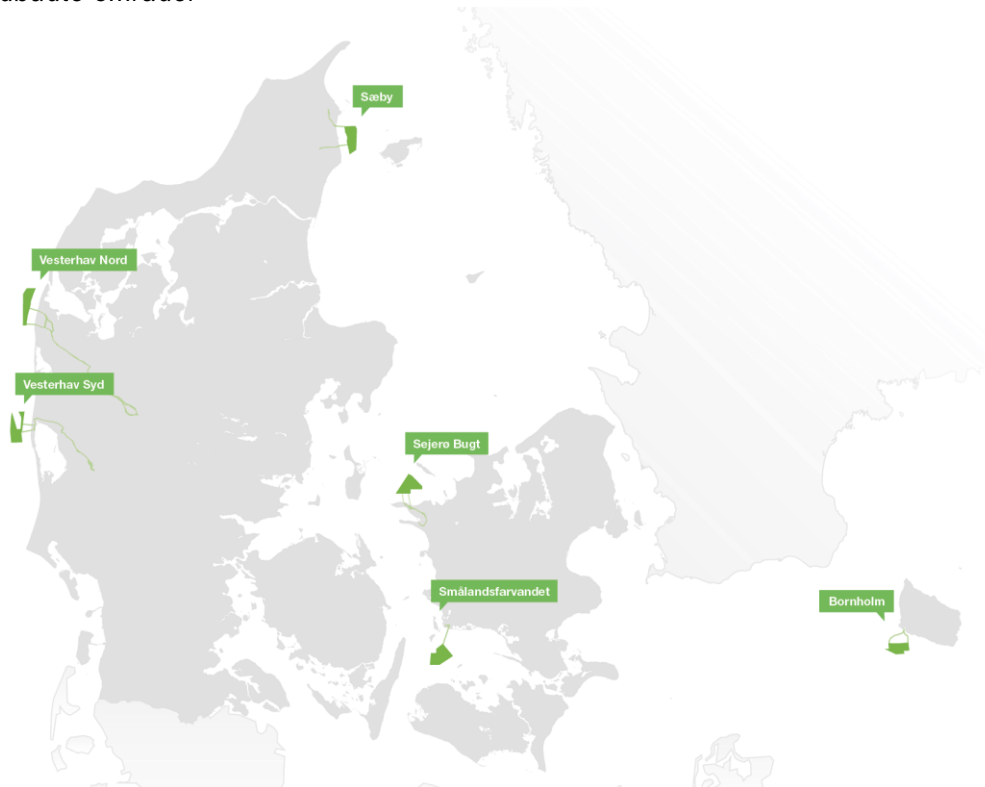 Sæby
Vesterhav Nord
Vesterhav Syd
Sejerø Bugt
Smålandsfarvandet
Bornholm